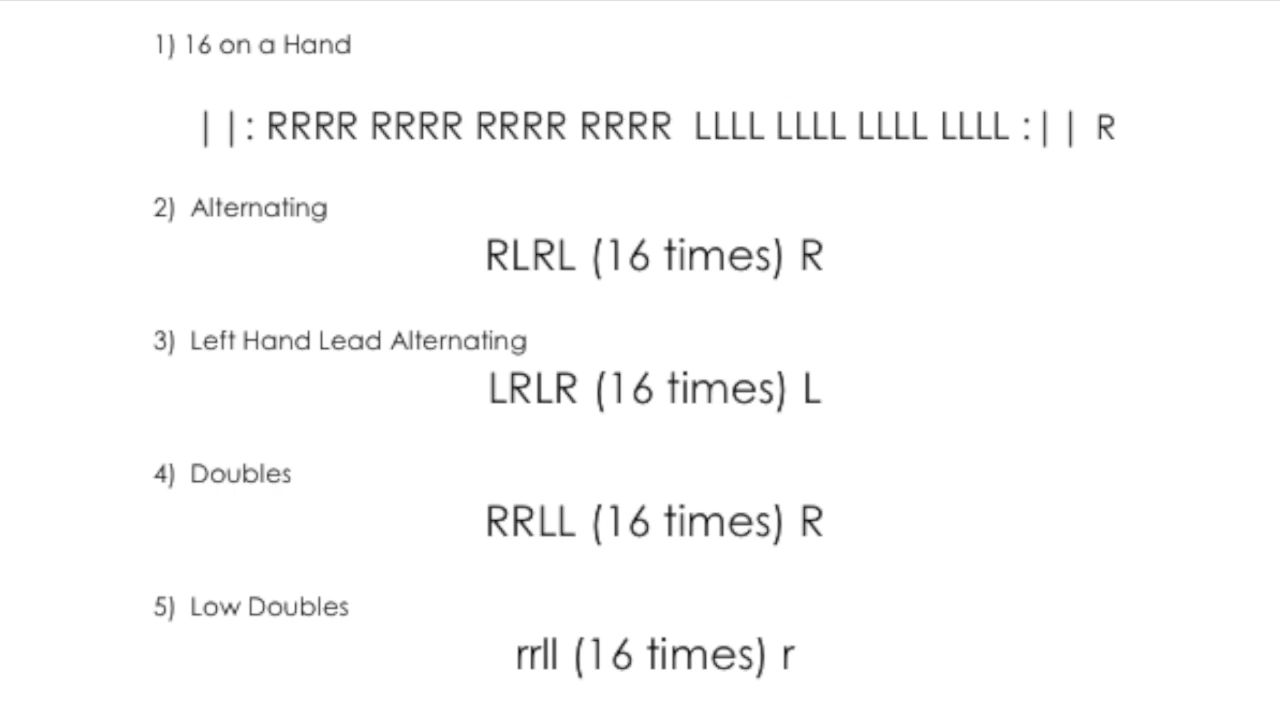 1) 16 on a Hand
||: RRRR RRRR RRRR RRRR LLLL LLLL LLLL LLLL :|| R
2) Alternating
RLRL (16 times) R
3) Left Hand Lead Alternating
LRLR (16 times) L
4) Doubles
RRLL (16 times) R
5) Low Doubles
rrll (16 times) r